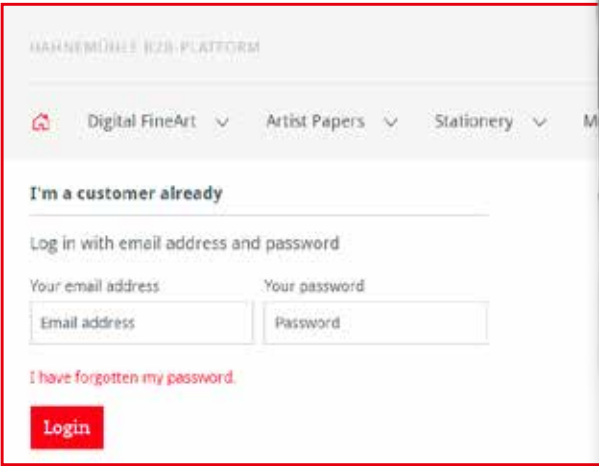 HAHNEMÜHLE B2B-PLATFORM
Digital FineArt Artist Papers Stationery M
I'm a customer already
Log in with email address and password
Your email address Your password
Email address Password
I have forgotten my password.
Login